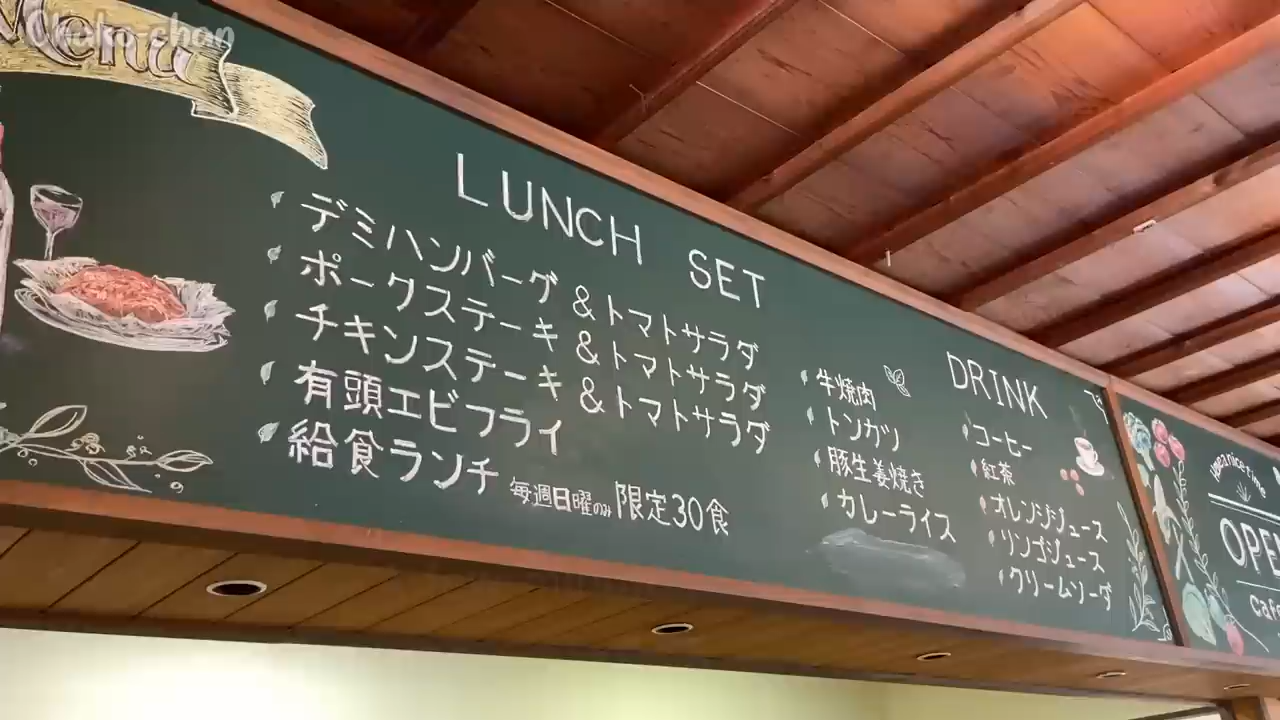 Menu
LUNCH SET
デミハンバーグ &トマトサラダ
ポークステーキ &トマトサラダ
チキンステーキ &トマトサラダ
有頭エビフライ
給食ランチ 毎週日曜のみ 限定30食
牛焼肉
トンカツ
豚生姜焼き
カレーライス
DRINK
コーヒー
紅茶
オレンジジュース
リンゴジュース
クリームソーダ
nice time
OPE
caf